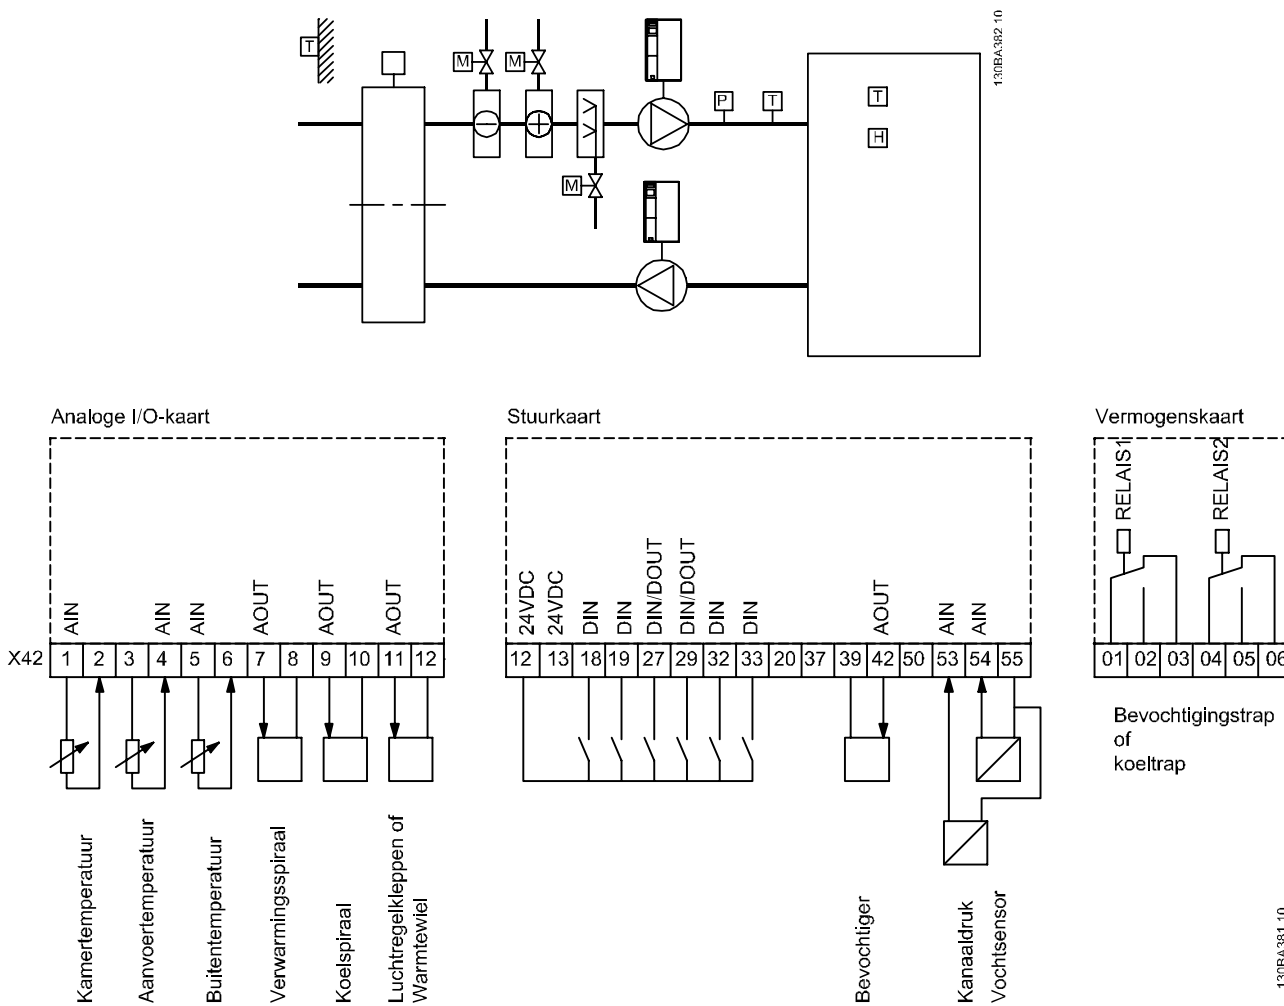 130BA382.10
T
M
M
P
T
T
H
M
Analoge I/O-kaart
Stuurkaart
Vermogenskaart
AIN
AIN
AIN
AOUT
AOUT
AOUT
24VDC
24VDC
DIN
DIN
DIN/DOUT
DIN/DOUT
DIN
DIN
AOUT
AIN
AIN
RELAIS1
RELAIS2
X42 1 2 3 4 5 6 7 8 9 10 11 12
12 13 18 19 27 29 32 33 20 37 39 42 50 53 54 55
01 02 03 04 05 06
Bevochtigingstrap
of
koeltrap
Kamertemperatuur
Aanvoertemperatuur
Buitentemperatuur
Verwarmingsspiraal
Koelspiraal
Luchtregelkleppen of
Warmtewiel
Bevochtiger
Kanaaldruk
Vochtsensor
130BA381.10